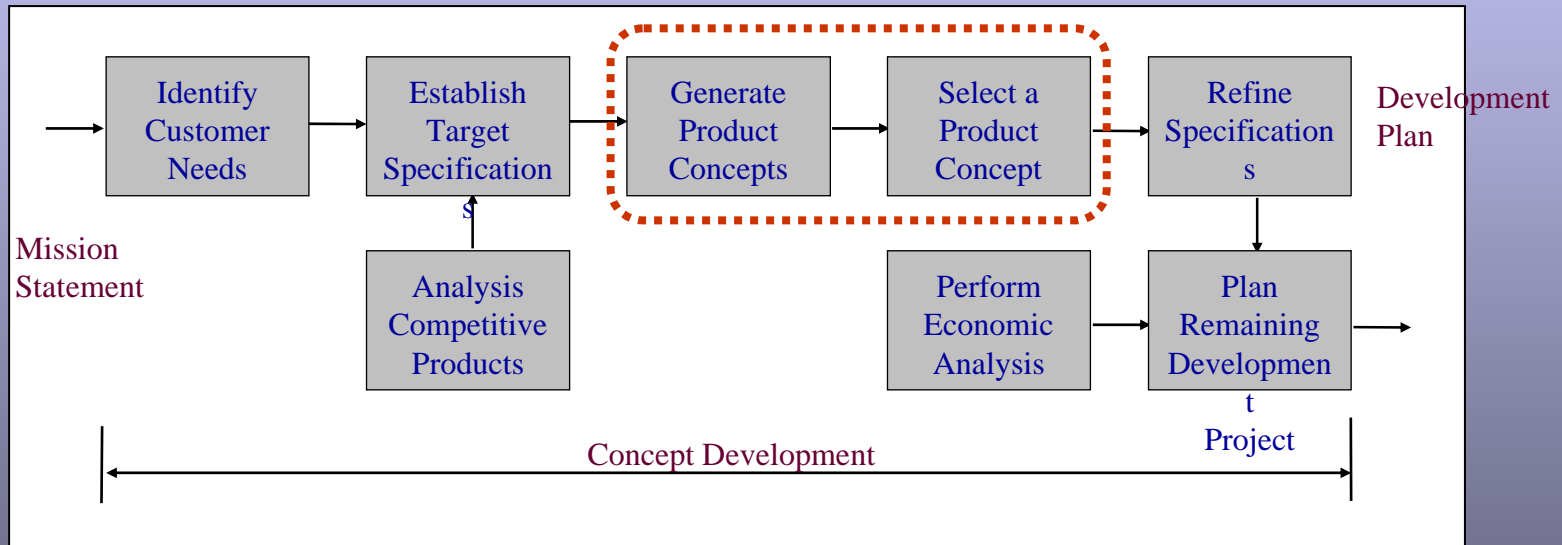 Identify
Customer
Needs
Establish
Target
Specification
s
Generate
Product
Concepts
Select a
Product
Concept
Refine
Specification
s
Development
Plan
Mission
Statement
Analysis
Competitive
Products
Perform
Economic
Analysis
Plan
Remaining
Developmen
t
Project
Concept Development